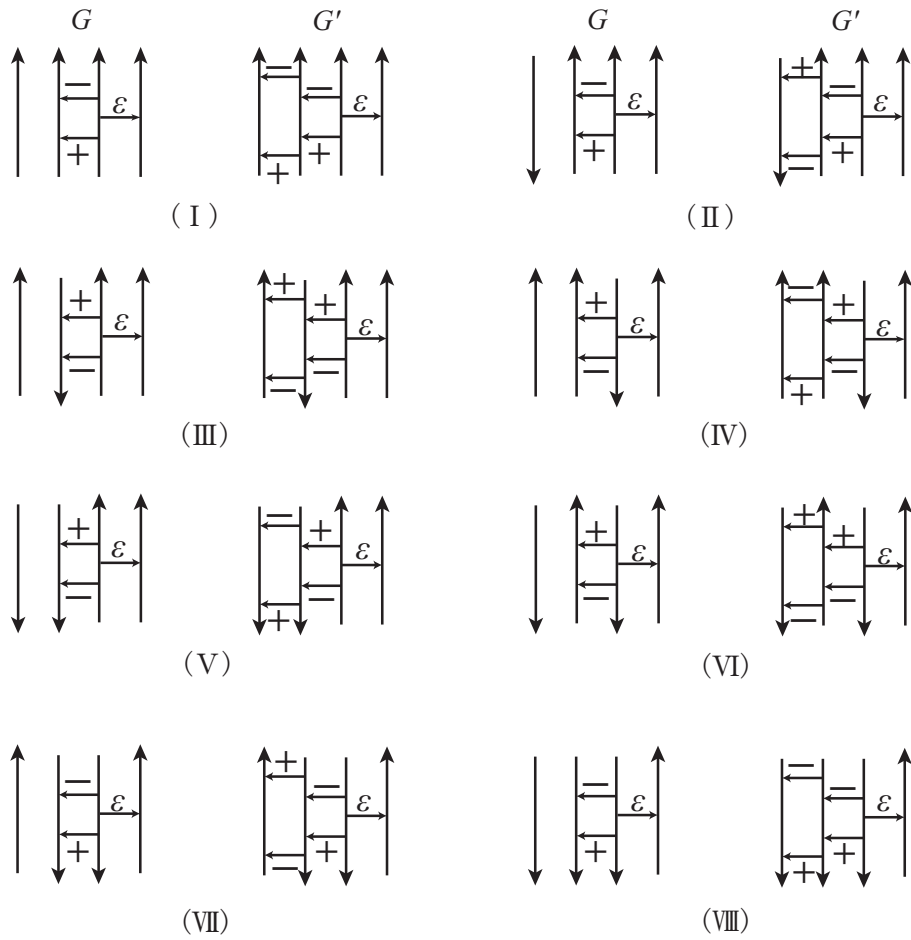 G G′ G G′
− ε + − − ε + + − ε + + − ε − +
(Ⅰ) (Ⅱ)
+ ε − + + ε − − + ε − − + ε − +
(Ⅲ) (Ⅳ)
+ ε − − + ε − + + ε − + + ε − −
(Ⅴ) (Ⅵ)
− ε + + − ε + − − ε + − − ε + +
(Ⅶ) (Ⅷ)